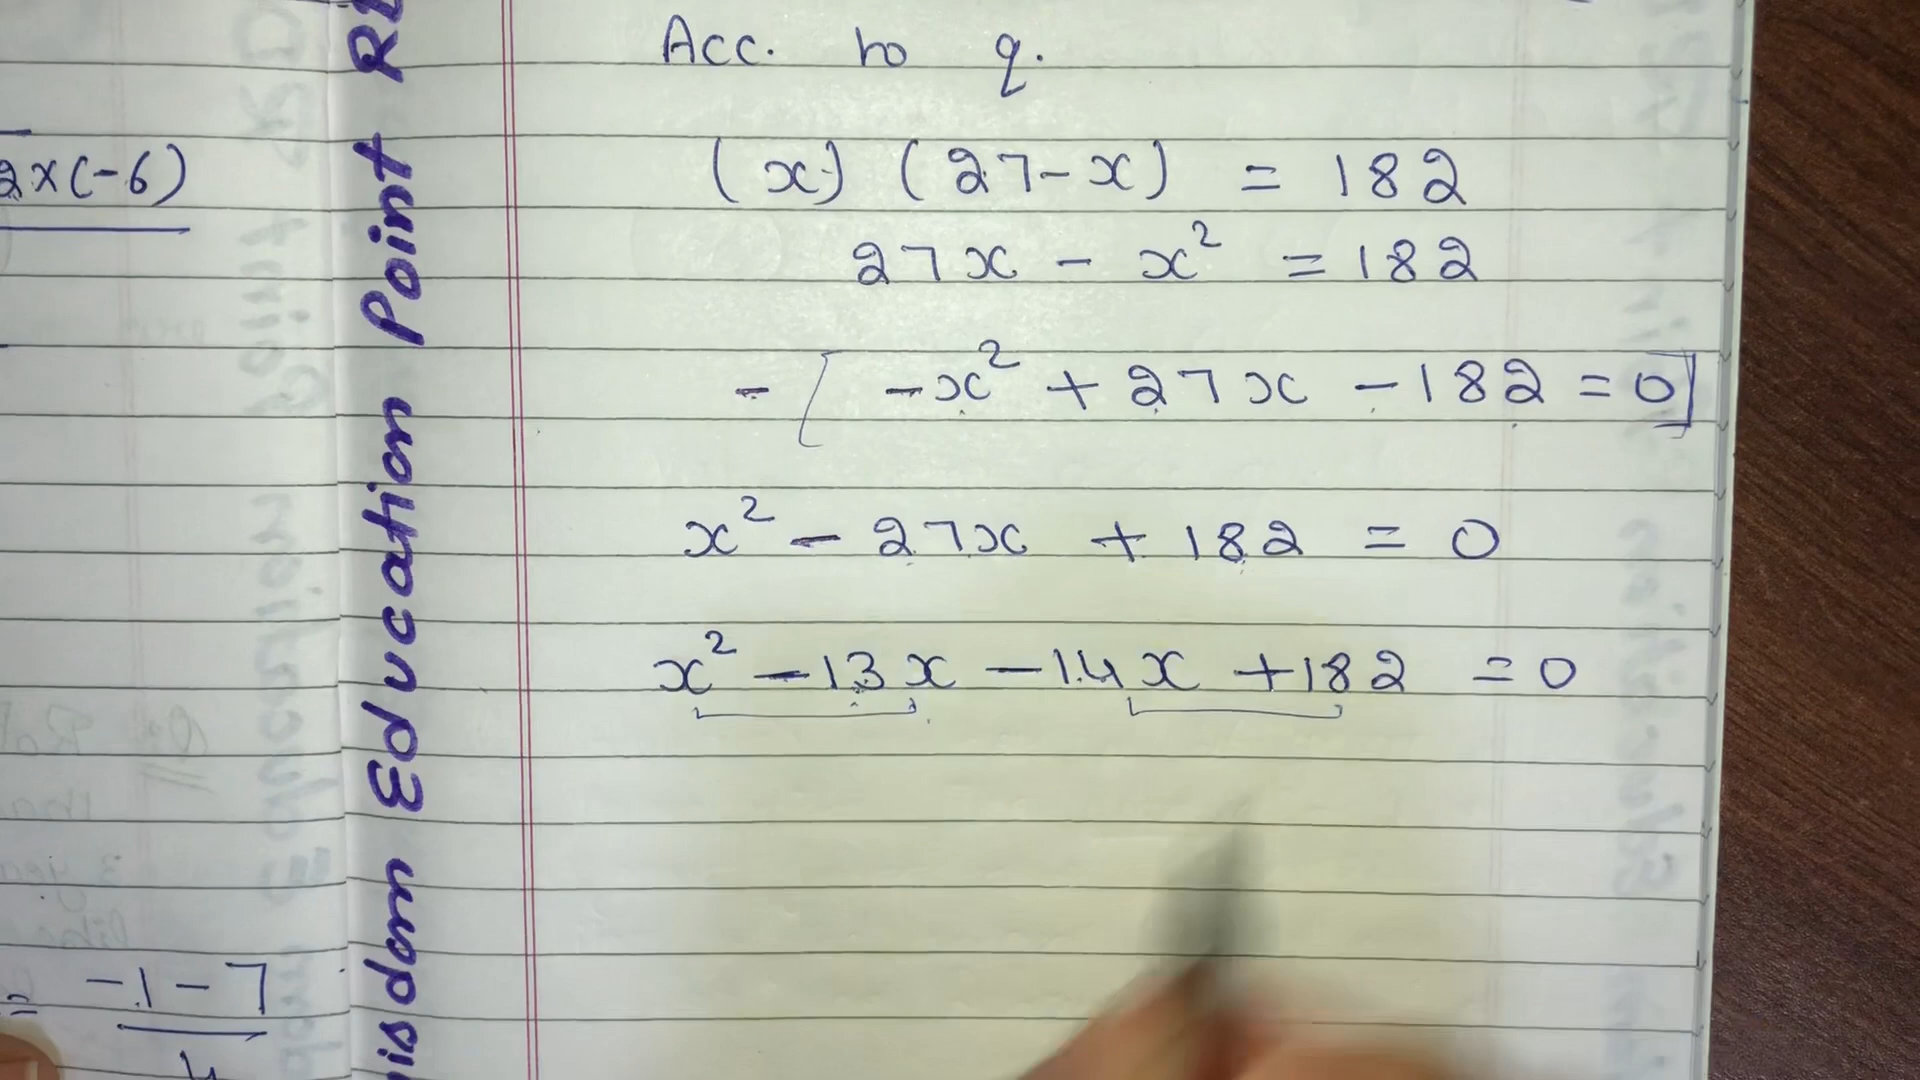 2x(-6)
= -1-7
Wisdom Education Point
Acc. to q.
(x) (27-x) = 182
27x - x² = 182
- [ -x² + 27x - 182 = 0]
x² - 27x + 182 = 0
x² - 13x - 14x + 182 = 0